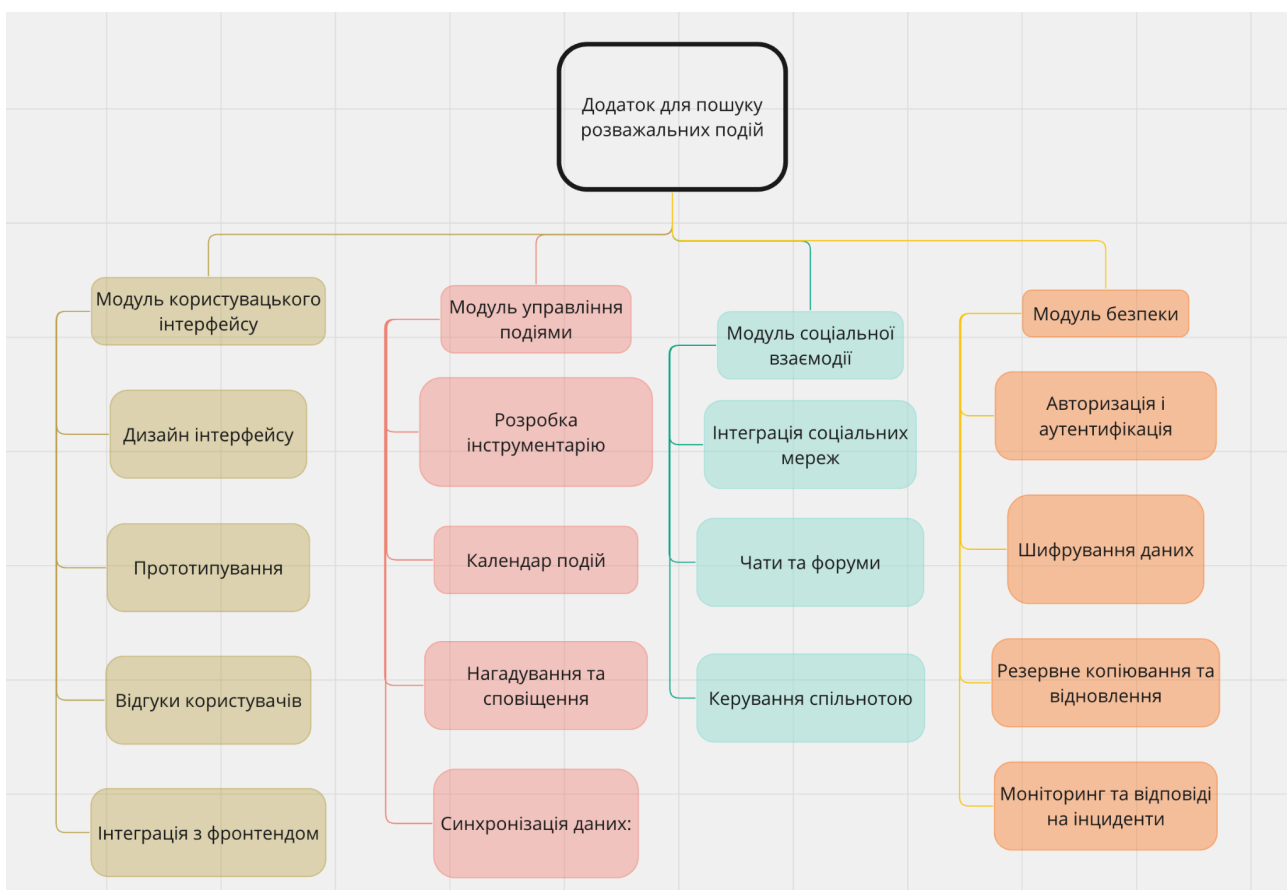 Додаток для пошуку
розважальних подій
Модуль користувацького
інтерфейсу
Дизайн інтерфейсу
Прототипування
Відгуки користувачів
Інтеграція з фронтендом
Модуль управління
подіями
Розробка
інструментарію
Календар подій
Нагадування та
сповіщення
Синхронізація даних:
Модуль соціальної
взаємодії
Інтеграція соціальних
мереж
Чати та форуми
Керування спільнотою
Модуль безпеки
Авторизація і
аутентифікація
Шифрування даних
Резервне копіювання та
відновлення
Моніторинг та відповіді
на інциденти